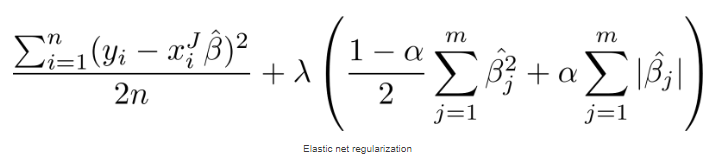 \frac{\sum_{i=1}^{n}(y_i - x_i^J \hat{\beta})^2}{2n} + \lambda \left( \frac{1 - \alpha}{2} \sum_{j=1}^{m} \hat{\beta}_j^2 + \alpha \sum_{j=1}^{m} |\hat{\beta}_j| \right)
Elastic net regularization